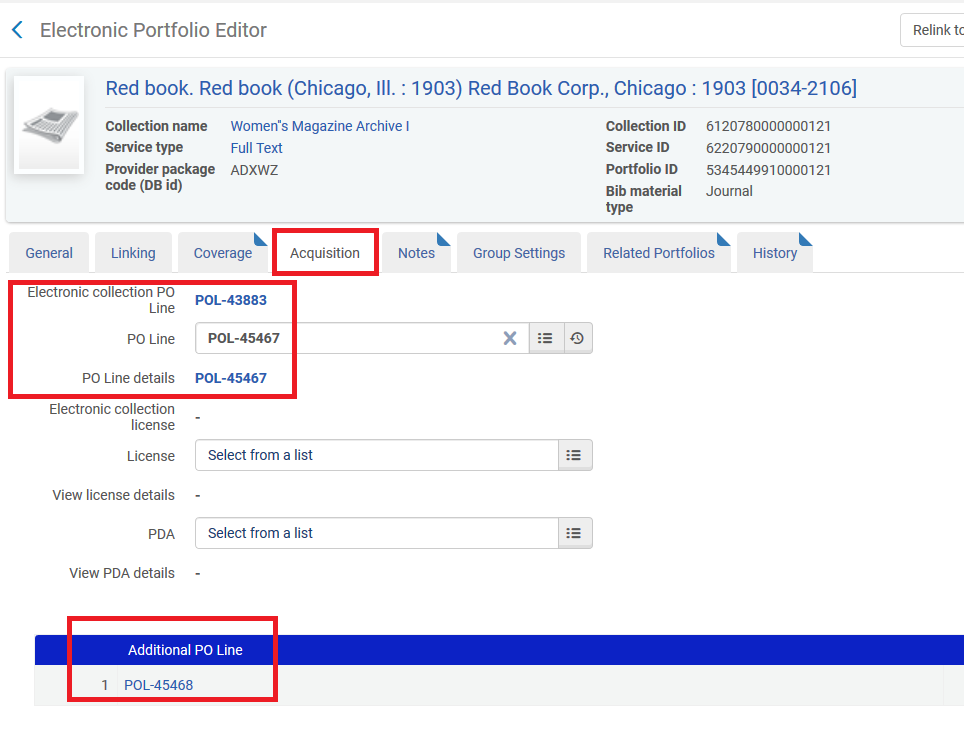 Electronic Portfolio Editor
Relink to
Red book. Red book (Chicago, Ill. : 1903) Red Book Corp., Chicago : 1903 [0034-2106]
Collection name Women"s Magazine Archive I
Collection ID 6120780000000121
Service type Full Text
Service ID 6220790000000121
Provider package code (DB id) ADXWZ
Portfolio ID 5345449910000121
Bib material type Journal
General Linking Coverage Acquisition Notes Group Settings Related Portfolios History
Electronic collection PO Line POL-43883
PO Line POL-45467
PO Line details POL-45467
Electronic collection license -
License Select from a list
View license details -
PDA Select from a list
View PDA details -
Additional PO Line
1 POL-45468